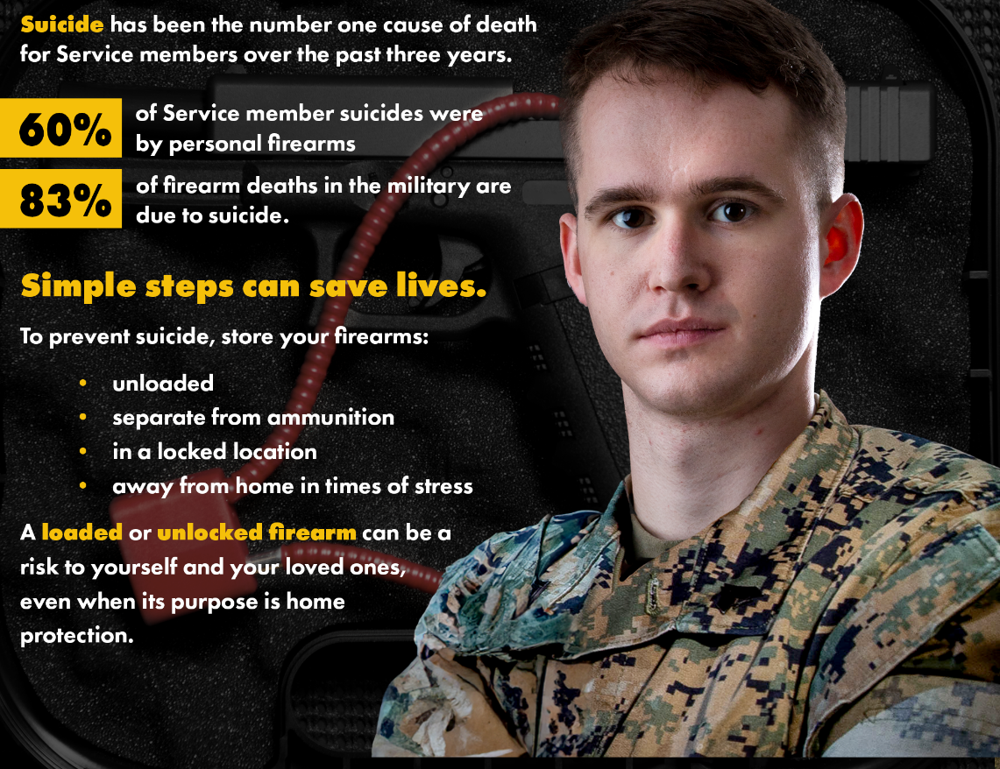 Suicide has been the number one cause of death
for Service members over the past three years.
60% of Service member suicides were
by personal firearms
83% of firearm deaths in the military are
due to suicide.
Simple steps can save lives.
To prevent suicide, store your firearms:
• unloaded
• separate from ammunition
• in a locked location
• away from home in times of stress
A loaded or unlocked firearm can be a
risk to yourself and your loved ones,
even when its purpose is home
protection.